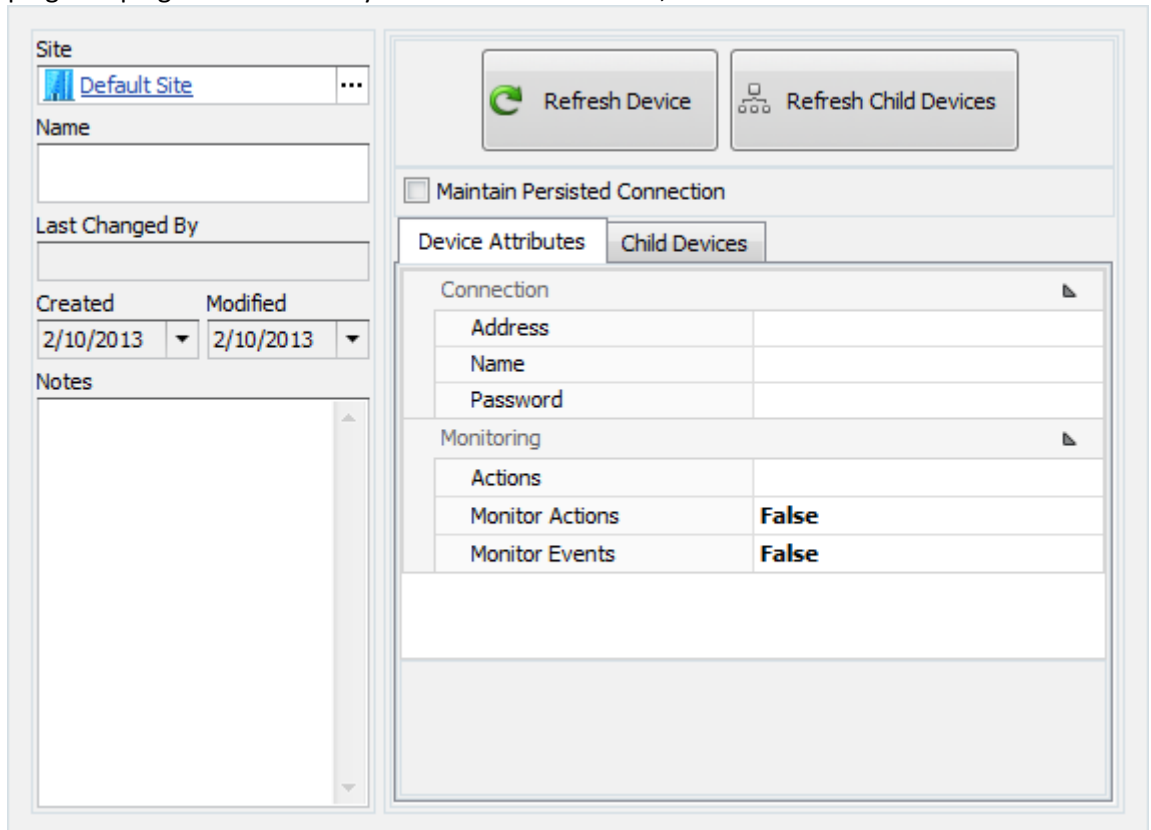 Site
Default Site ...
Name
Last Changed By
Created Modified
2/10/2013 2/10/2013
Notes
Refresh Device Refresh Child Devices
Maintain Persisted Connection
Device Attributes Child Devices
Connection
Address
Name
Password
Monitoring
Actions
Monitor Actions False
Monitor Events False